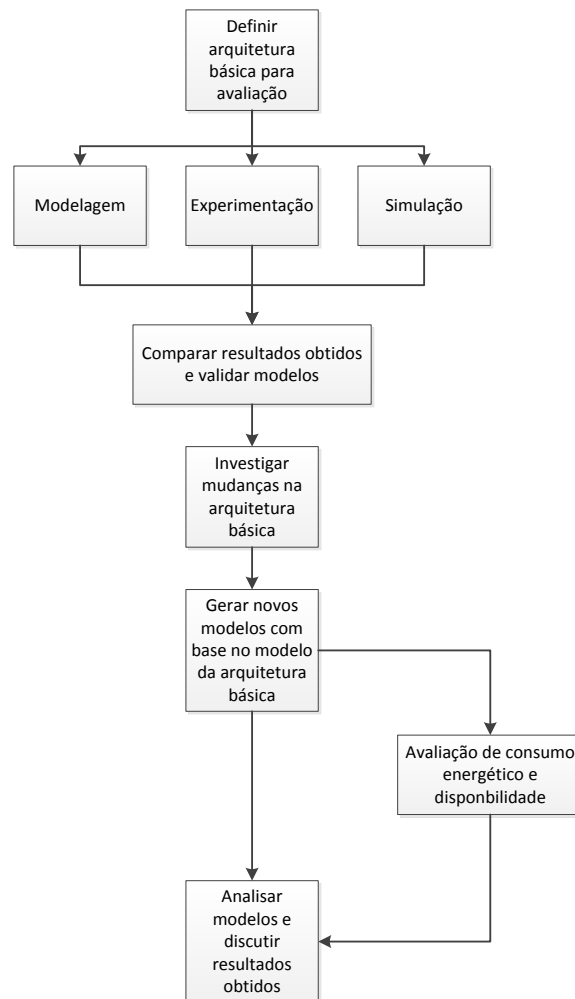 Definir
arquitetura
básica para
avaliação
Modelagem
Experimentação
Simulação
Comparar resultados obtidos
e validar modelos
Investigar
mudanças na
arquitetura
básica
Gerar novos
modelos com
base no modelo
da arquitetura
básica
Avaliação de consumo
energético e
disponbilidade
Analisar
modelos e
discutir
resultados
obtidos